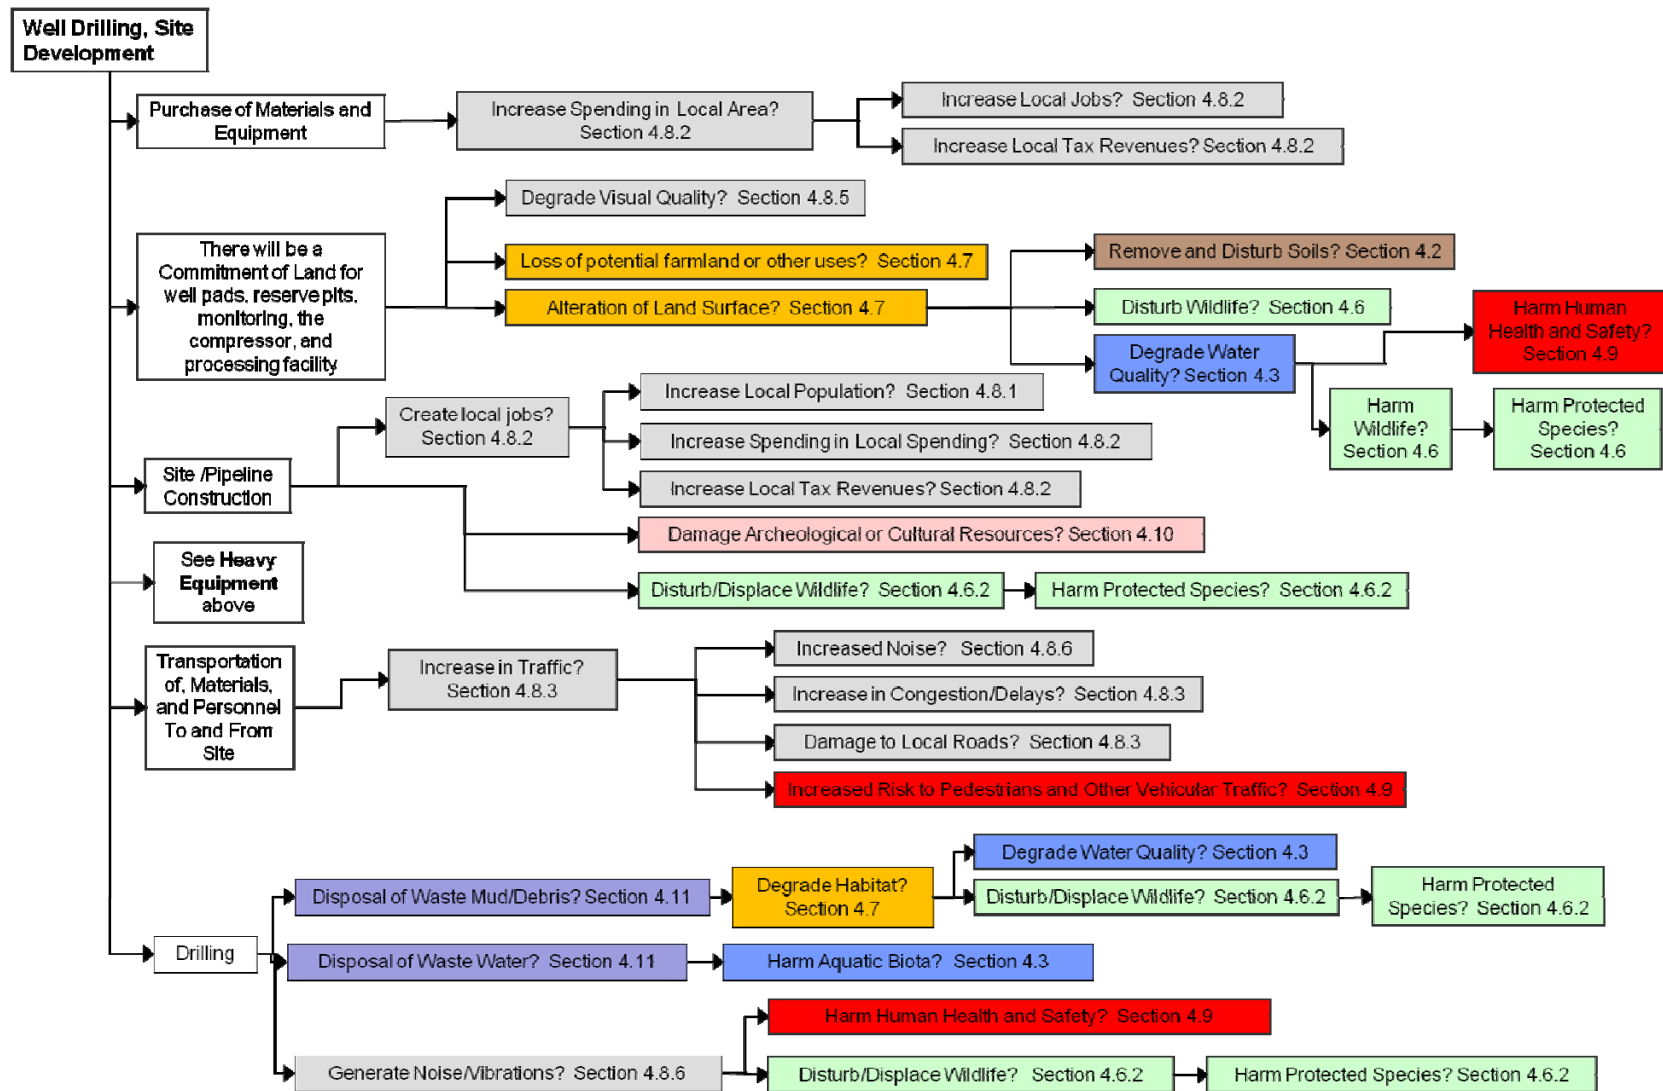 Well Drilling, Site
Development
Purchase of Materials and
Equipment
Increase Spending in Local Area?
Section 4.8.2
Increase Local Jobs? Section 4.8.2
Increase Local Tax Revenues? Section 4.8.2
There will be a
Commitment of Land for
well pads, reserve pits,
monitoring, the
compressor, and
processing facility
Degrade Visual Quality? Section 4.8.5
Loss of potential farmland or other uses? Section 4.7
Alteration of Land Surface? Section 4.7
Remove and Disturb Soils? Section 4.2
Disturb Wildlife? Section 4.6
Degrade Water
Quality? Section 4.3
Harm Human
Health and Safety?
Section 4.9
Harm
Wildlife?
Section 4.6
Harm Protected
Species?
Section 4.6
Site /Pipeline
Construction
Create local jobs?
Section 4.8.2
Increase Local Population? Section 4.8.1
Increase Spending in Local Spending? Section 4.8.2
Increase Local Tax Revenues? Section 4.8.2
Damage Archeological or Cultural Resources? Section 4.10
Disturb/Displace Wildlife? Section 4.6.2
Harm Protected Species? Section 4.6.2
See Heavy
Equipment
above
Transportation
of, Materials,
and Personnel
To and From
Site
Increase in Traffic?
Section 4.8.3
Increased Noise? Section 4.8.6
Increase in Congestion/Delays? Section 4.8.3
Damage to Local Roads? Section 4.8.3
Increased Risk to Pedestrians and Other Vehicular Traffic? Section 4.9
Drilling
Disposal of Waste Mud/Debris? Section 4.11
Degrade Habitat?
Section 4.7
Degrade Water Quality? Section 4.3
Disturb/Displace Wildlife? Section 4.6.2
Harm Protected
Species? Section 4.6.2
Disposal of Waste Water? Section 4.11
Harm Aquatic Biota? Section 4.3
Generate Noise/Vibrations? Section 4.8.6
Harm Human Health and Safety? Section 4.9
Disturb/Displace Wildlife? Section 4.6.2
Harm Protected Species? Section 4.6.2